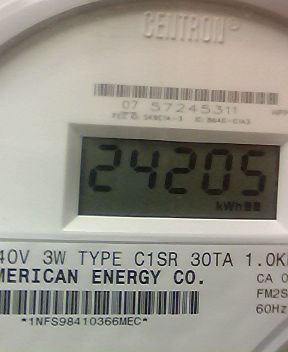 CENTRON®
07 57245311
24205
kWh
40V 3W TYPE C1SR 30TA 1.0K
MERICAN ENERGY CO.
CA 0
FM2S
60Hz
*1NFS98410366MEC*